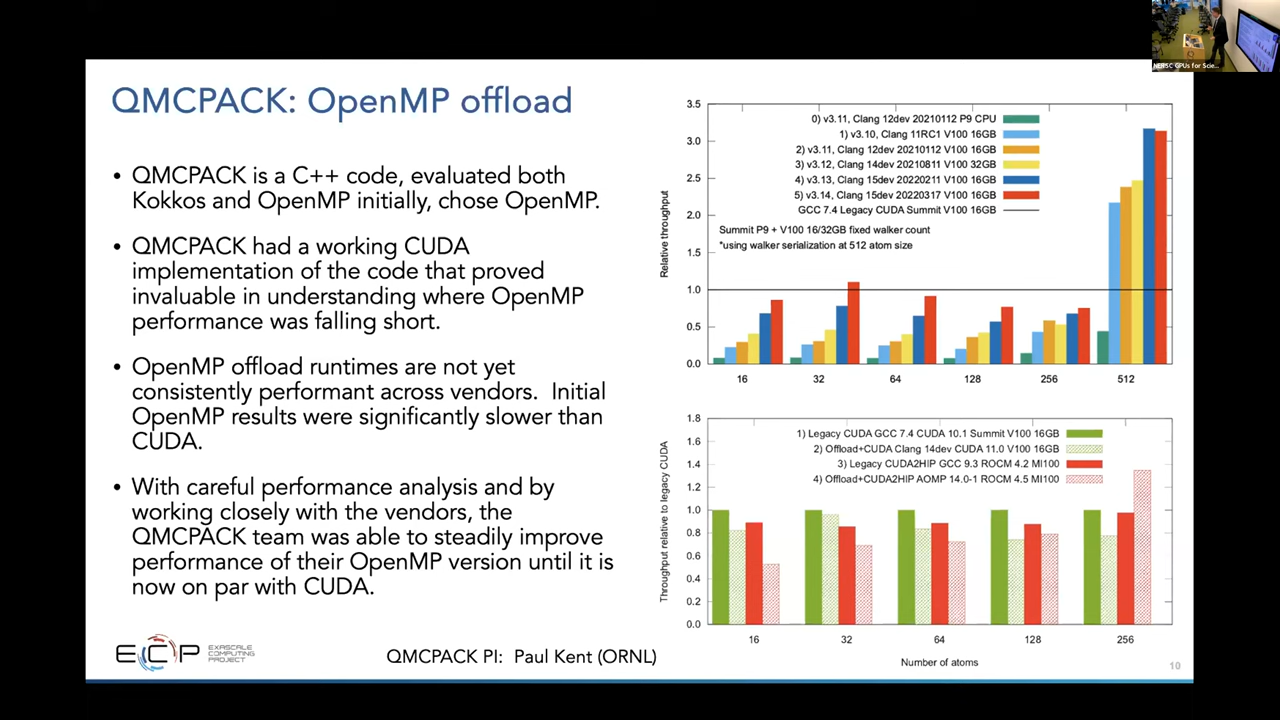 QMCPACK: OpenMP offload
• QMCPACK is a C++ code, evaluated both
Kokkos and OpenMP initially, chose OpenMP.
• QMCPACK had a working CUDA
implementation of the code that proved
invaluable in understanding where OpenMP
performance was falling short.
• OpenMP offload runtimes are not yet
consistently performant across vendors. Initial
OpenMP results were significantly slower than
CUDA.
• With careful performance analysis and by
working closely with the vendors, the
QMCPACK team was able to steadily improve
performance of their OpenMP version until it is
now on par with CUDA.
ECP
EXASCALE
COMPUTING
PROJECT
QMCPACK PI: Paul Kent (ORNL)
Relative throughput
3.5
3.0
2.5
2.0
1.5
1.0
0.5
0.0
0) v3.11, Clang 12dev 20210112 P9 CPU
1) v3.10, Clang 11RC1 V100 16GB
2) v3.11, Clang 12dev 20210112 V100 16GB
3) v3.12, Clang 14dev 20210811 V100 32GB
4) v3.13, Clang 15dev 20220211 V100 16GB
5) v3.14, Clang 15dev 20220317 V100 16GB
GCC 7.4 Legacy CUDA Summit V100 16GB
Summit P9 + V100 16/32GB fixed walker count
*using walker serialization at 512 atom size
16 32 64 128 256 512
Throughput relative to legacy CUDA
1.8
1.6
1.4
1.2
1.0
0.8
0.6
0.4
0.2
0.0
1) Legacy CUDA GCC 7.4 CUDA 10.1 Summit V100 16GB
2) Offload+CUDA Clang 14dev CUDA 11.0 V100 16GB
3) Legacy CUDA2HIP GCC 9.3 ROCM 4.2 MI100
4) Offload+CUDA2HIP AOMP 14.0-1 ROCM 4.5 MI100
16 32 64 128 256
Number of atoms
10
NERSC GPUs for Scie...